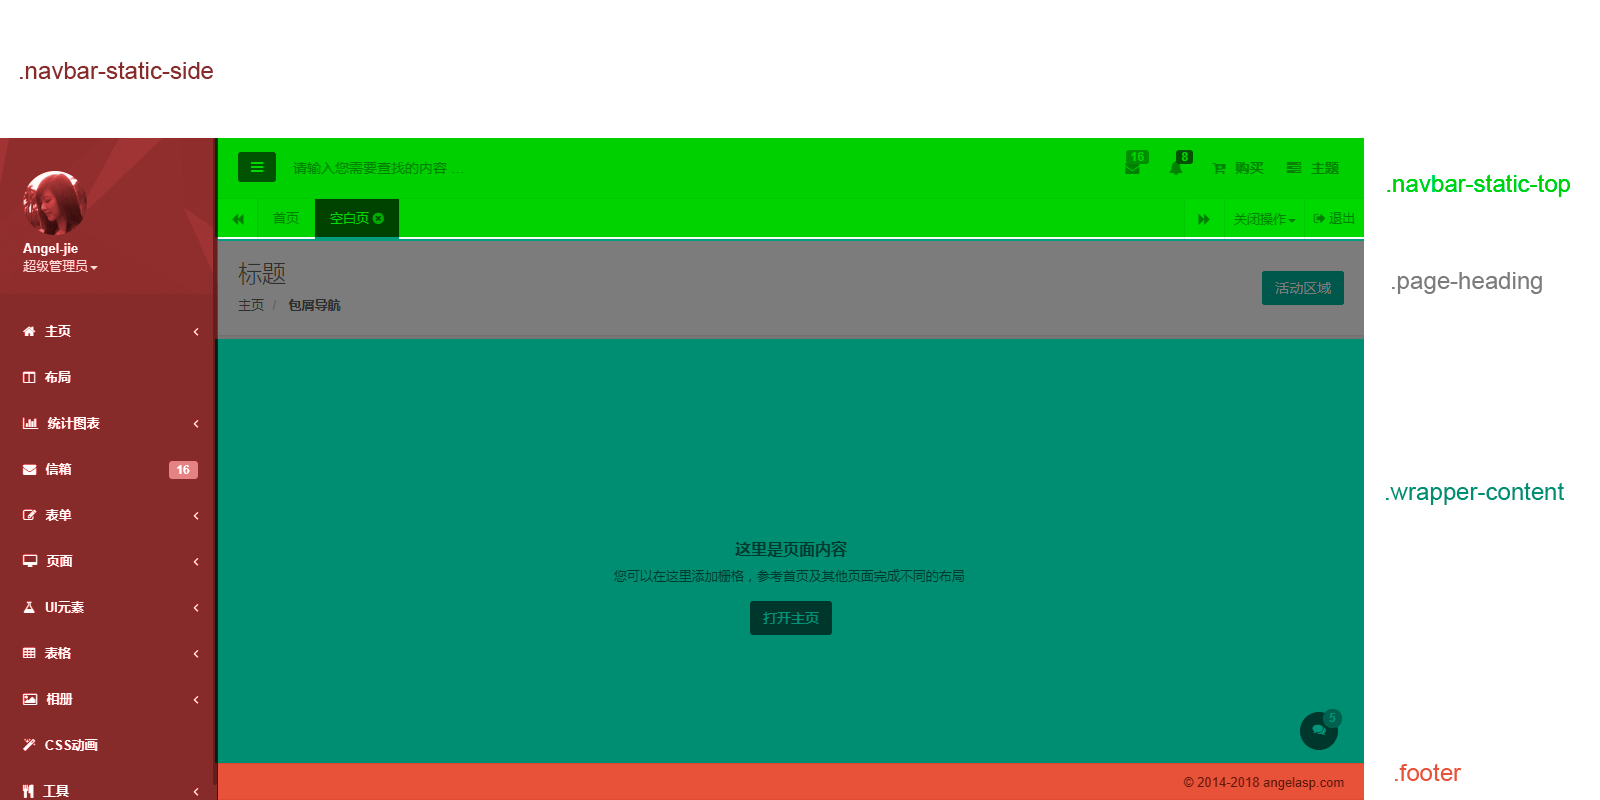 .navbar-static-side
请输入您需要查找的内容 …
16
8
购买
主题
.navbar-static-top
首页
空白页
关闭操作
退出
Angel-jie
超级管理员
标题
主页 / 包屑导航
活动区域
.page-heading
主页
布局
统计图表
信箱 16
表单
页面
UI元素
表格
相册
CSS动画
工具
.wrapper-content
这里是页面内容
您可以在这里添加栅格，参考首页及其他页面完成不同的布局
打开主页
5
© 2014-2018 angelasp.com
.footer